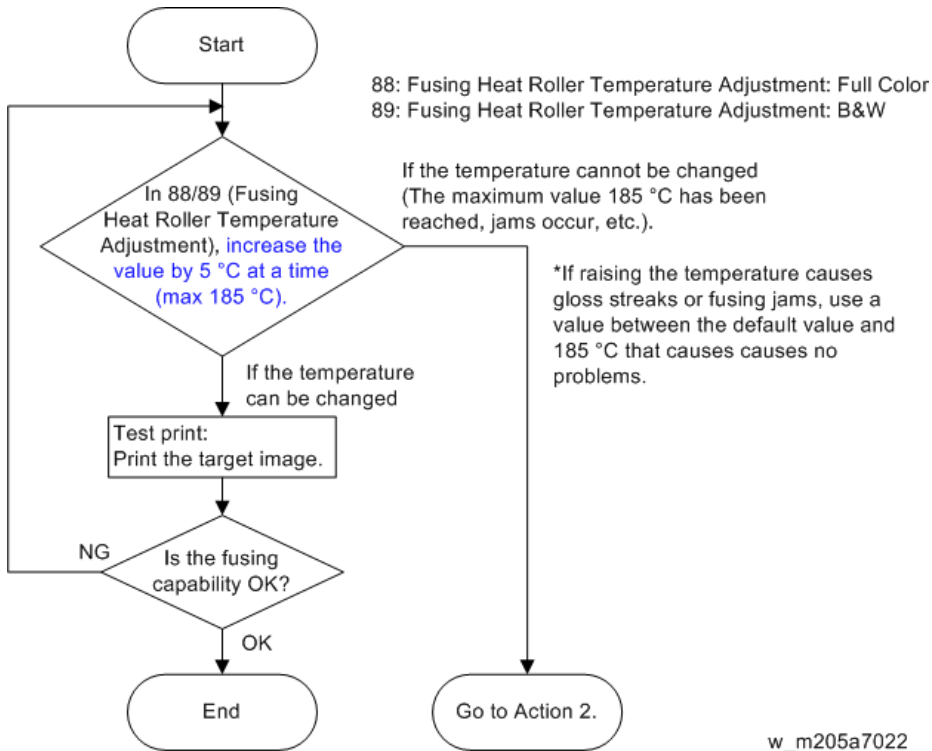 Start
88: Fusing Heat Roller Temperature Adjustment: Full Color
89: Fusing Heat Roller Temperature Adjustment: B&W
In 88/89 (Fusing
Heat Roller Temperature
Adjustment), increase the
value by 5 °C at a time
(max 185 °C).
If the temperature cannot be changed
(The maximum value 185 °C has been
reached, jams occur, etc.).
*If raising the temperature causes
gloss streaks or fusing jams, use a
value between the default value and
185 °C that causes causes no
problems.
If the temperature
can be changed
Test print:
Print the target image.
NG
Is the fusing
capability OK?
OK
End
Go to Action 2.
w_m205a7022